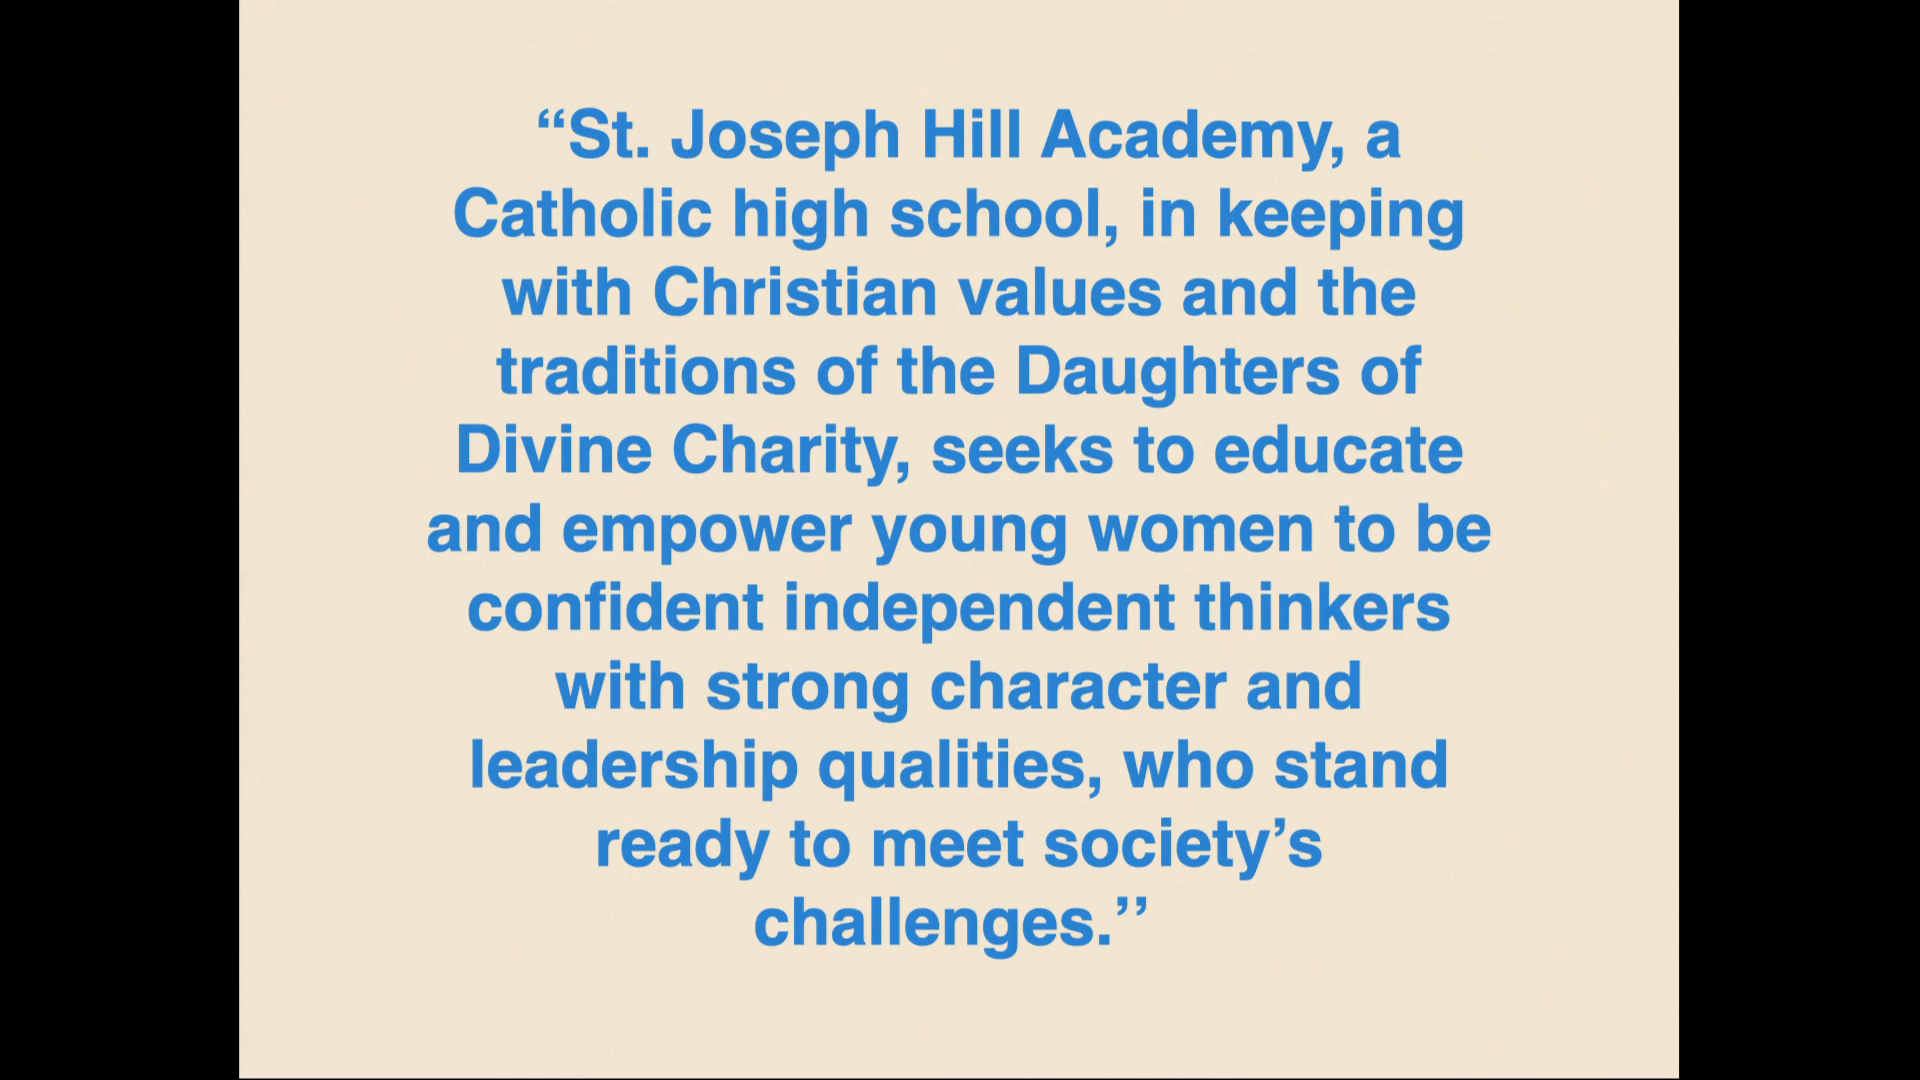 “St. Joseph Hill Academy, a
Catholic high school, in keeping
with Christian values and the
traditions of the Daughters of
Divine Charity, seeks to educate
and empower young women to be
confident independent thinkers
with strong character and
leadership qualities, who stand
ready to meet society’s
challenges.’’